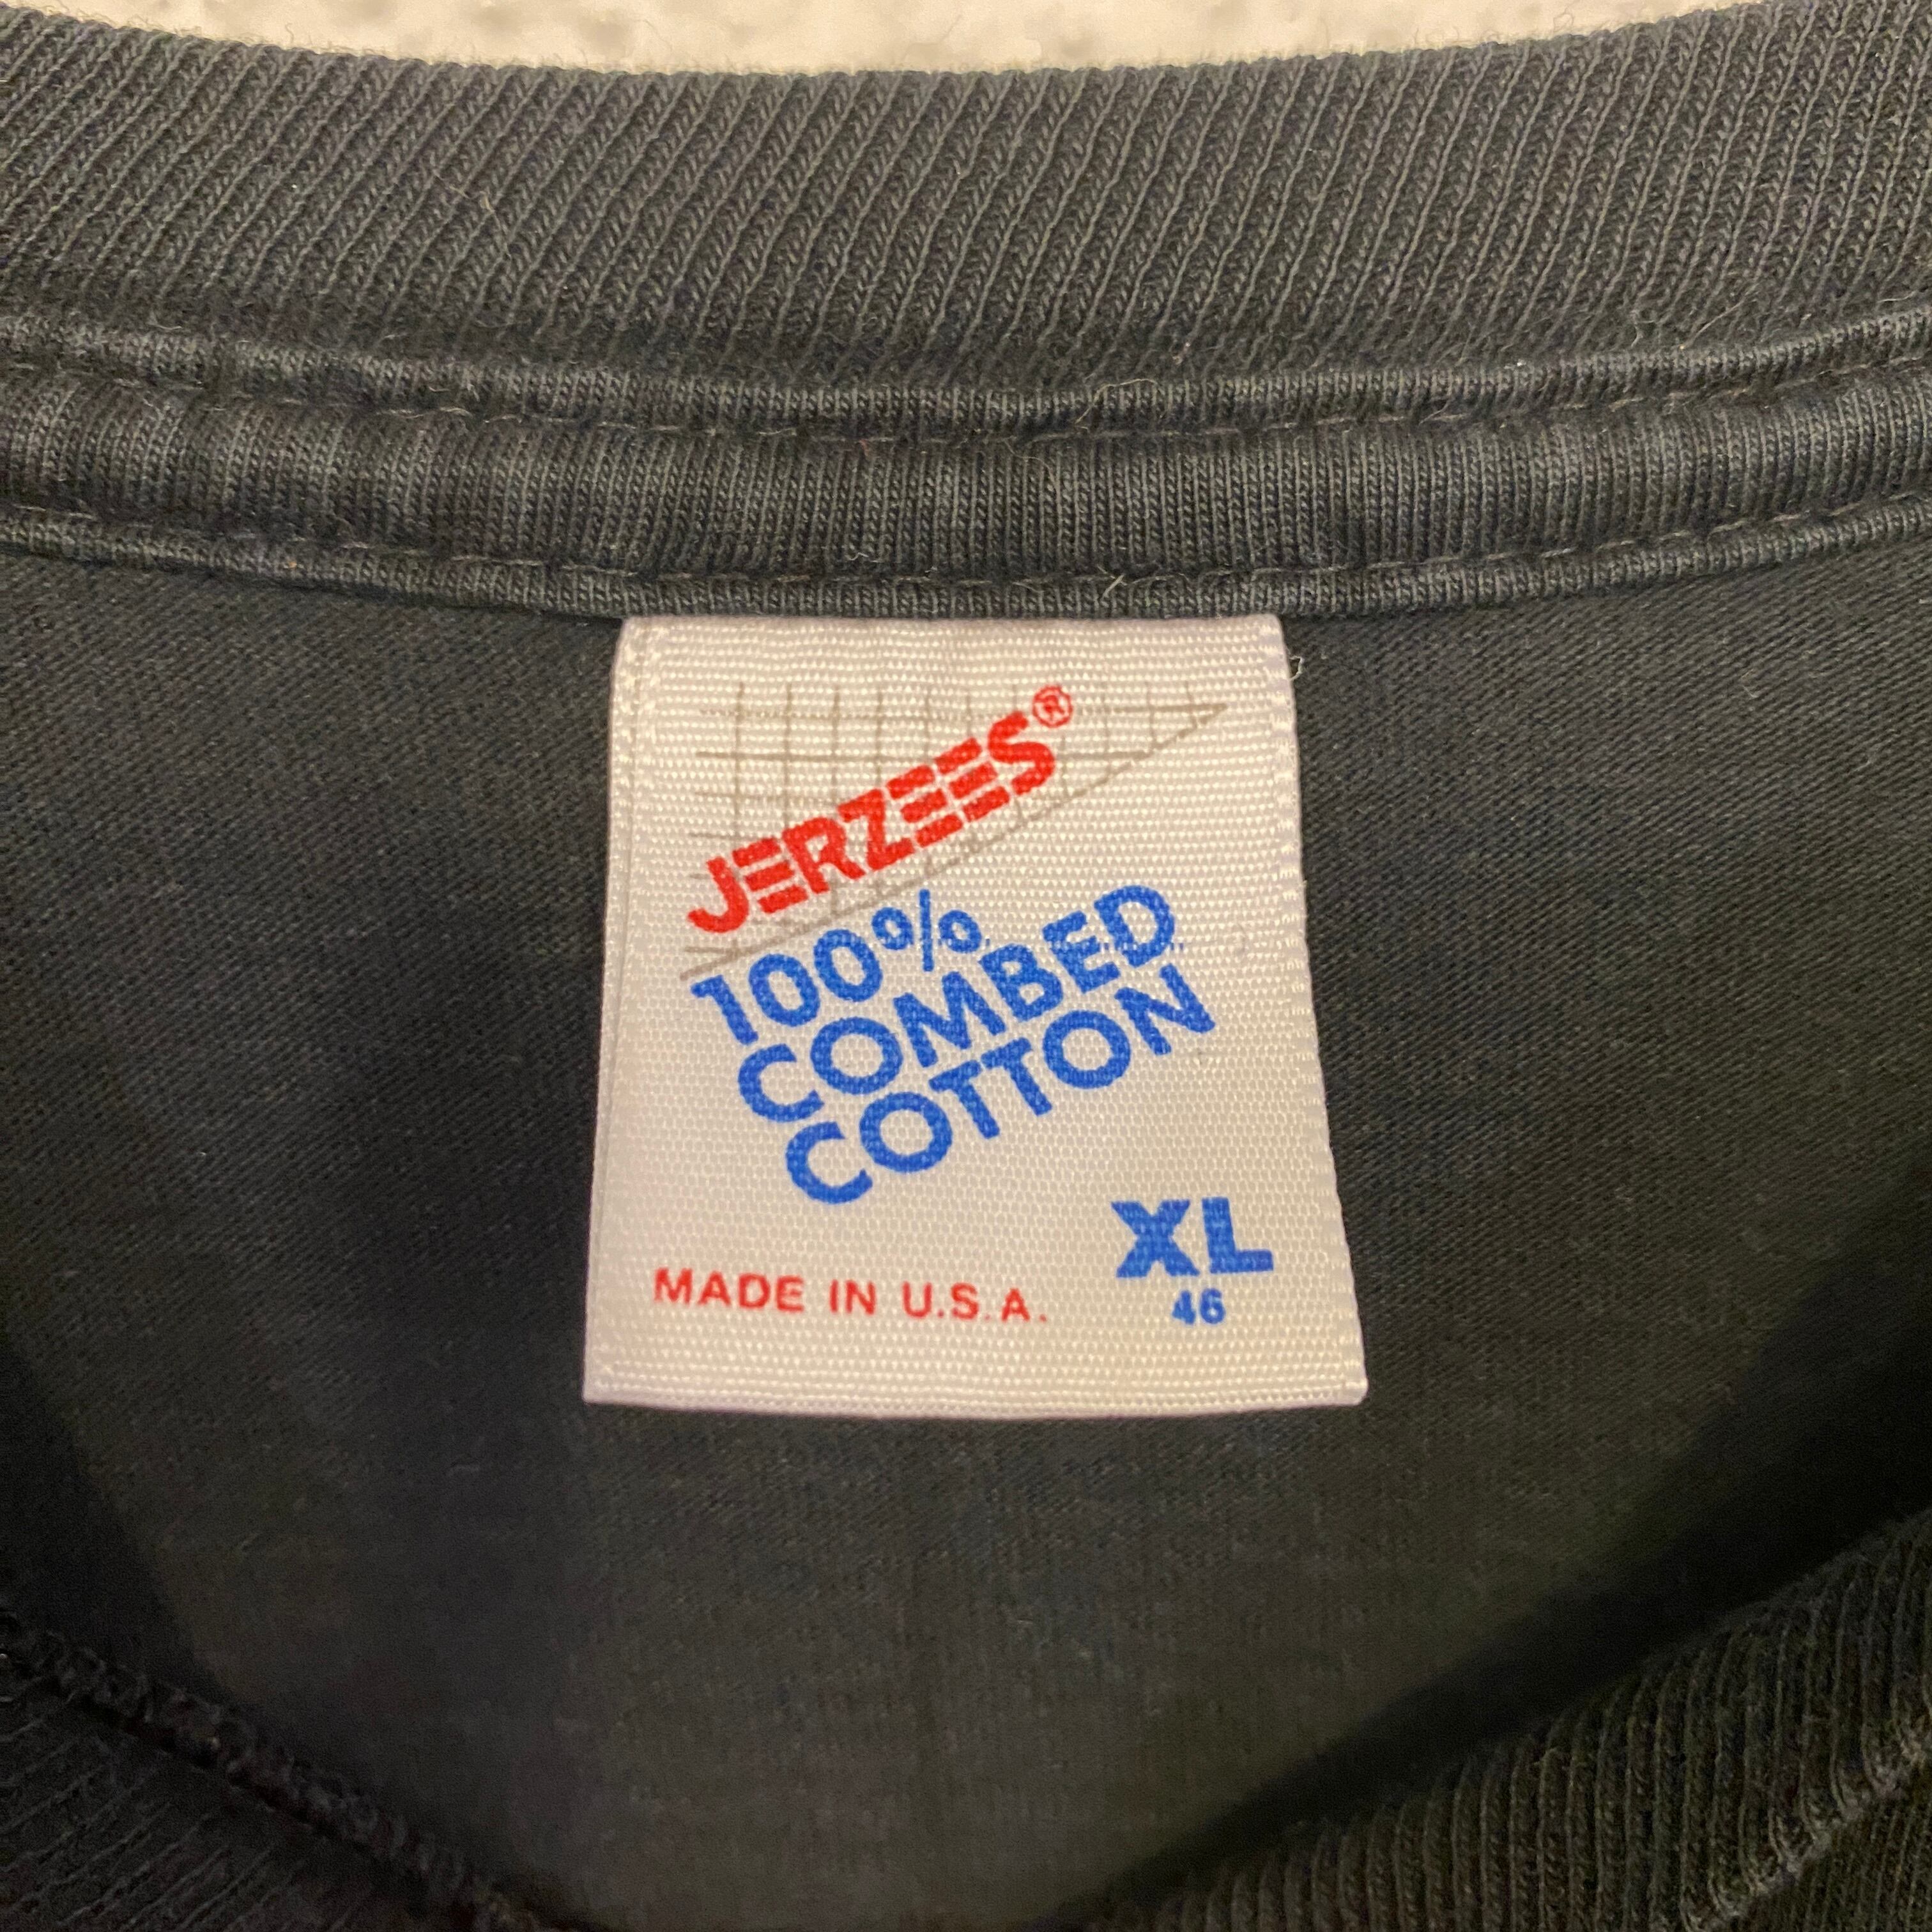 JERZEES®
100%
COMBED
COTTON
XL
46
MADE IN U.S.A.